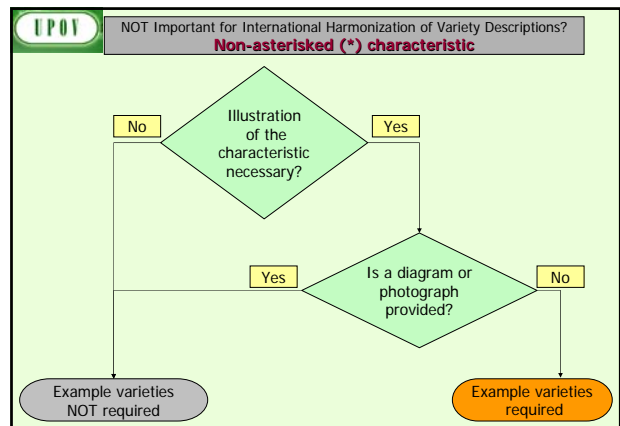 UPOV
NOT Important for International Harmonization of Variety Descriptions?
Non-asterisked (*) characteristic
No
Illustration
of the
characteristic
necessary?
Yes
Yes
Is a diagram or
photograph
provided?
No
Example varieties
NOT required
Example varieties
required